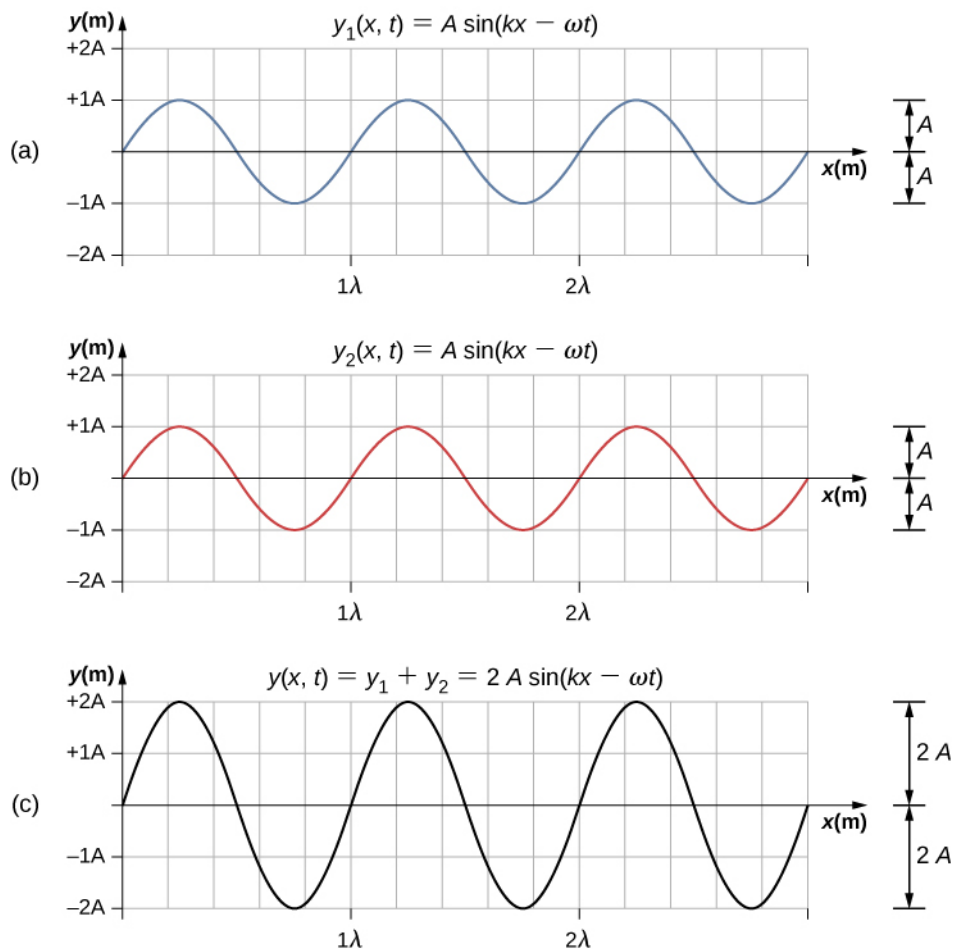 y(m)
y₁(x, t) = A sin(kx − ωt)
+2A
+1A
A
(a)
x(m)
A
–1A
–2A
1λ 2λ
y(m)
y₂(x, t) = A sin(kx − ωt)
+2A
+1A
A
(b)
x(m)
A
–1A
–2A
1λ 2λ
y(m)
y(x, t) = y₁ + y₂ = 2 A sin(kx − ωt)
+2A
+1A
2 A
(c)
x(m)
–1A
2 A
–2A
1λ 2λ